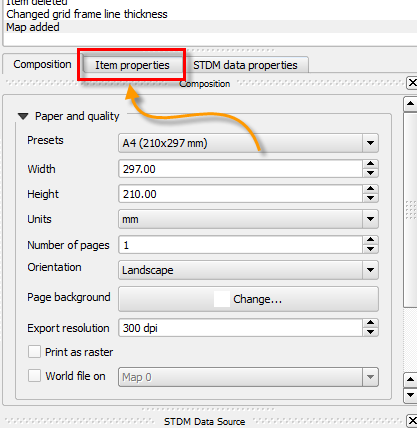 Item deleted
Changed grid frame line thickness
Map added
Composition Item properties STDM data properties
Composition
Paper and quality
Presets A4 (210x297 mm)
Width 297.00
Height 210.00
Units mm
Number of pages 1
Orientation Landscape
Page background Change...
Export resolution 300 dpi
Print as raster
World file on Map 0
STDM Data Source